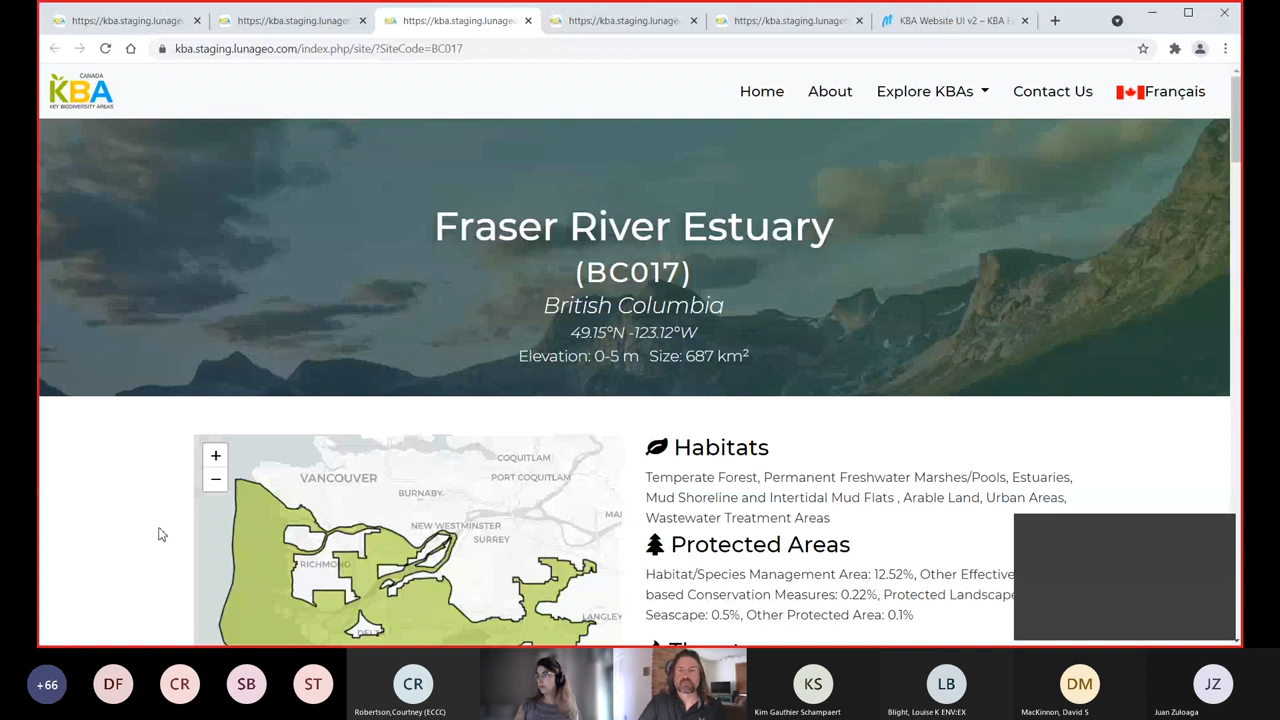 https://kba.staging.lunageo
https://kba.staging.lunageo
https://kba.staging.lunageo
https://kba.staging.lunageo
https://kba.staging.lunageo
KBA Website UI v2 – KBA
kba.staging.lunageo.com/index.php/site/?SiteCode=BC017
CANADA
KBA
KEY BIODIVERSITY AREAS
Home
About
Explore KBAs
Contact Us
Français
Fraser River Estuary
(BC017)
British Columbia
49.15°N -123.12°W
Elevation: 0-5 m Size: 687 km²
+
−
VANCOUVER
COQUITLAM
PORT COQUITLAM
BURNABY
NEW WESTMINSTER
SURREY
RICHMOND
LANGLEY
DELTA
Habitats
Temperate Forest, Permanent Freshwater Marshes/Pools, Estuaries,
Mud Shoreline and Intertidal Mud Flats , Arable Land, Urban Areas,
Wastewater Treatment Areas
Protected Areas
Habitat/Species Management Area: 12.52%, Other Effective
based Conservation Measures: 0.22%, Protected Landscape
Seascape: 0.5%, Other Protected Area: 0.1%
+66
DF
CR
SB
ST
CR
Robertson,Courtney (ECCC)
KS
Kim Gauthier Schampaert
LB
Blight, Louise K ENV:EX
DM
MacKinnon, David S
JZ
Juan Zuloaga